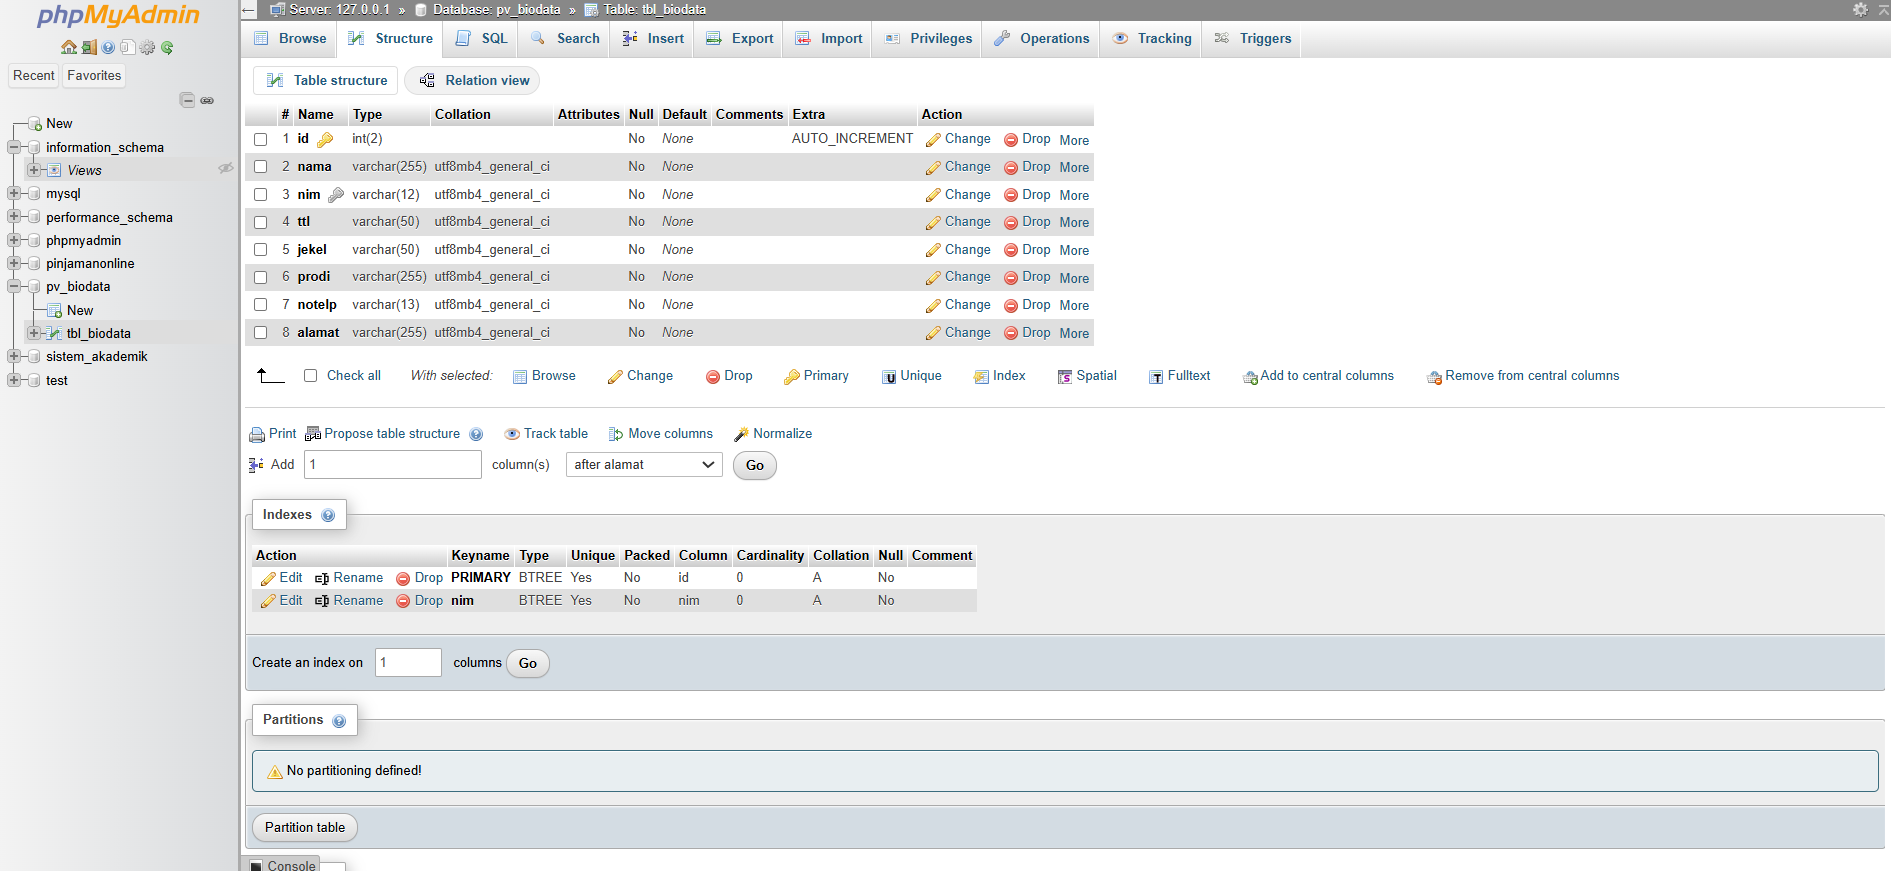 phpMyAdmin
Recent Favorites
New
information_schema
Views
mysql
performance_schema
phpmyadmin
pinjamanonline
pv_biodata
New
tbl_biodata
sistem_akademik
test
Server: 127.0.0.1 » Database: pv_biodata » Table: tbl_biodata
Browse Structure SQL Search Insert Export Import Privileges Operations Tracking Triggers
Table structure Relation view
# Name Type Collation Attributes Null Default Comments Extra Action
1 id int(2) No None AUTO_INCREMENT Change Drop More
2 nama varchar(255) utf8mb4_general_ci No None Change Drop More
3 nim varchar(12) utf8mb4_general_ci No None Change Drop More
4 ttl varchar(50) utf8mb4_general_ci No None Change Drop More
5 jekel varchar(50) utf8mb4_general_ci No None Change Drop More
6 prodi varchar(255) utf8mb4_general_ci No None Change Drop More
7 notelp varchar(13) utf8mb4_general_ci No None Change Drop More
8 alamat varchar(255) utf8mb4_general_ci No None Change Drop More
Check all With selected: Browse Change Drop Primary Unique Index Spatial Fulltext Add to central columns Remove from central columns
Print Propose table structure Track table Move columns Normalize
Add 1 column(s) after alamat Go
Indexes
Action Keyname Type Unique Packed Column Cardinality Collation Null Comment
Edit Rename Drop PRIMARY BTREE Yes No id 0 A No
Edit Rename Drop nim BTREE Yes No nim 0 A No
Create an index on 1 columns Go
Partitions
No partitioning defined!
Partition table
Console